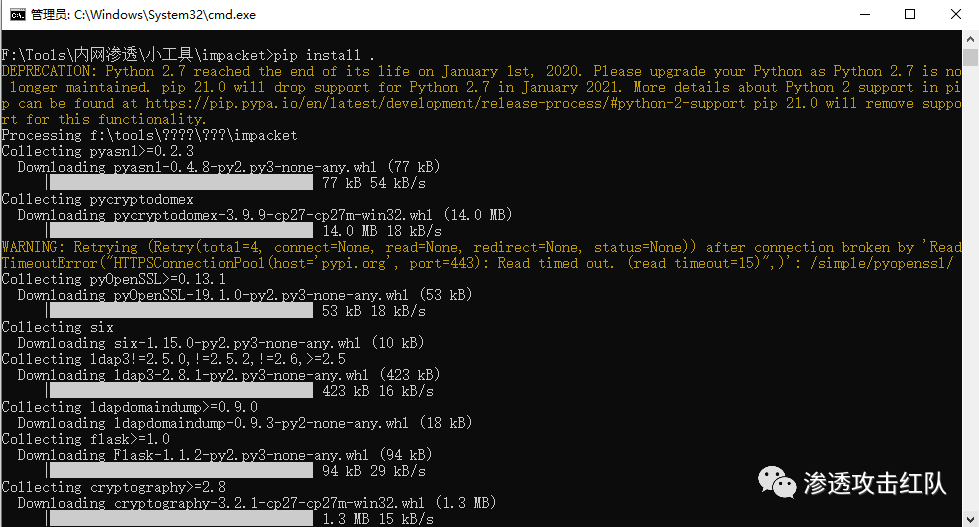 管理员: C:\Windows\System32\cmd.exe
F:\Tools\内网渗透\小工具\impacket>pip install .
DEPRECATION: Python 2.7 reached the end of its life on January 1st, 2020. Please upgrade your Python as Python 2.7 is no
 longer maintained. pip 21.0 will drop support for Python 2.7 in January 2021. More details about Python 2 support in pi
p can be found at https://pip.pypa.io/en/latest/development/release-process/#python-2-support pip 21.0 will remove suppo
rt for this functionality.
Processing f:\tools\????\???\impacket
Collecting pyasn1>=0.2.3
  Downloading pyasn1-0.4.8-py2.py3-none-any.whl (77 kB)
     | 77 kB 54 kB/s
Collecting pycryptodomex
  Downloading pycryptodomex-3.9.9-cp27-cp27m-win32.whl (14.0 MB)
     | 14.0 MB 18 kB/s
WARNING: Retrying (Retry(total=4, connect=None, read=None, redirect=None, status=None)) after connection broken by 'Read
TimeoutError("HTTPSConnectionPool(host='pypi.org', port=443): Read timed out. (read timeout=15)",)': /simple/pyopenssl/
Collecting pyOpenSSL>=0.13.1
  Downloading pyOpenSSL-19.1.0-py2.py3-none-any.whl (53 kB)
     | 53 kB 18 kB/s
Collecting six
  Downloading six-1.15.0-py2.py3-none-any.whl (10 kB)
Collecting ldap3!=2.5.0,!=2.5.2,!=2.6,>=2.5
  Downloading ldap3-2.8.1-py2.py3-none-any.whl (423 kB)
     | 423 kB 16 kB/s
Collecting ldapdomaindump>=0.9.0
  Downloading ldapdomaindump-0.9.3-py2-none-any.whl (18 kB)
Collecting flask>=1.0
  Downloading Flask-1.1.2-py2.py3-none-any.whl (94 kB)
     | 94 kB 29 kB/s
Collecting cryptography>=2.8
  Downloading cryptography-3.2.1-cp27-cp27m-win32.whl (1.3 MB)
     | 1.3 MB 15 kB/s
渗透攻击红队